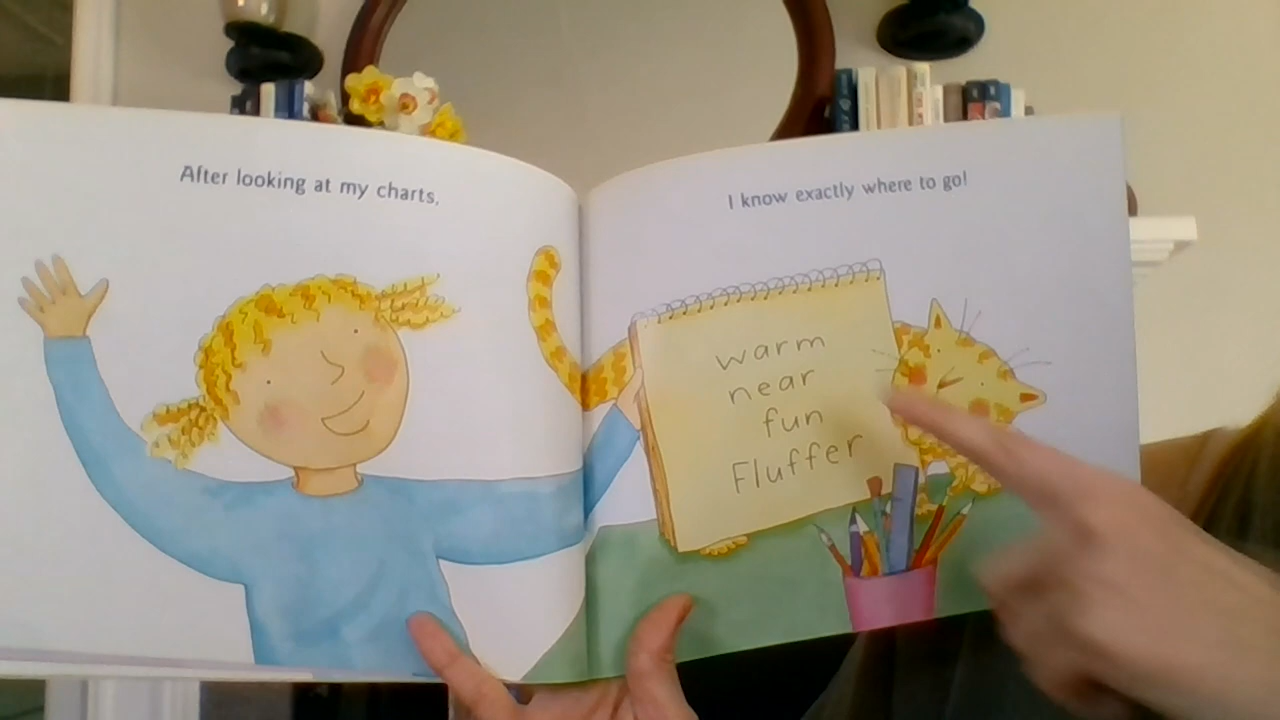 After looking at my charts,
I know exactly where to go!
warm
near
fun
Fluffer